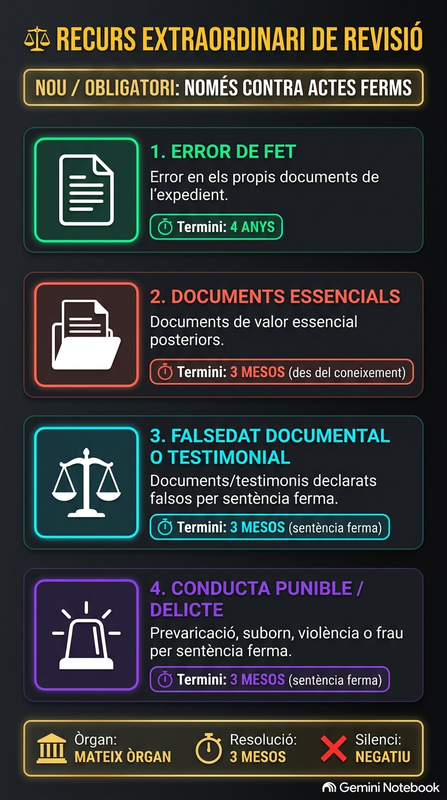 RECURS EXTRAORDINARI DE REVISIÓ
NOU / OBLIGATORI: NOMÉS CONTRA ACTES FERMS
1. ERROR DE FET
Error en els propis documents de
l'expedient.
Termini: 4 ANYS
2. DOCUMENTS ESSENCIALS
Documents de valor essencial
posteriors.
Termini: 3 MESOS (des del coneixement)
3. FALSEDAT DOCUMENTAL
O TESTIMONIAL
Documents/testimonis declarats
falsos per sentència ferma.
Termini: 3 MESOS (sentència ferma)
4. CONDUCTA PUNIBLE /
DELICTE
Prevaricació, suborn, violència o frau
per sentència ferma.
Termini: 3 MESOS (sentència ferma)
Òrgan:
MATEIX ÒRGAN
Resolució:
3 MESOS
Silenci:
NEGATIU
Gemini Notebook